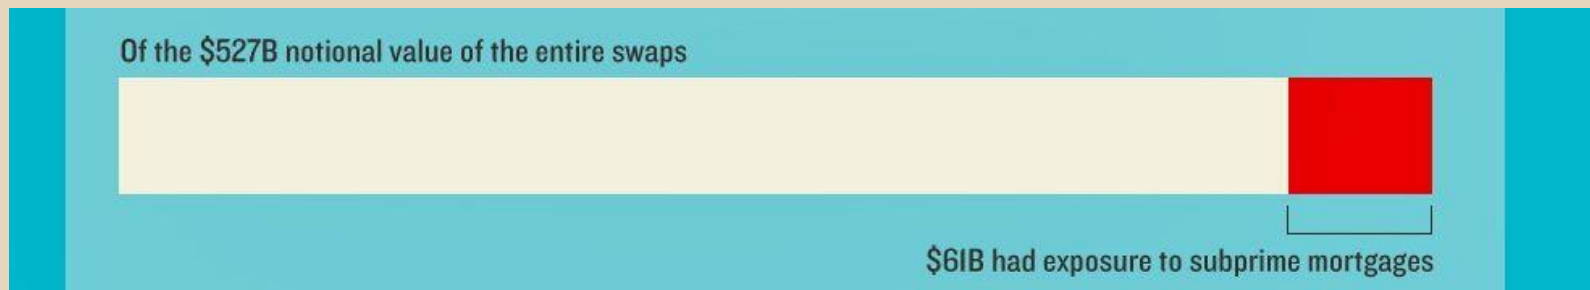 Of the $527B notional value of the entire swaps
$61B had exposure to subprime mortgages